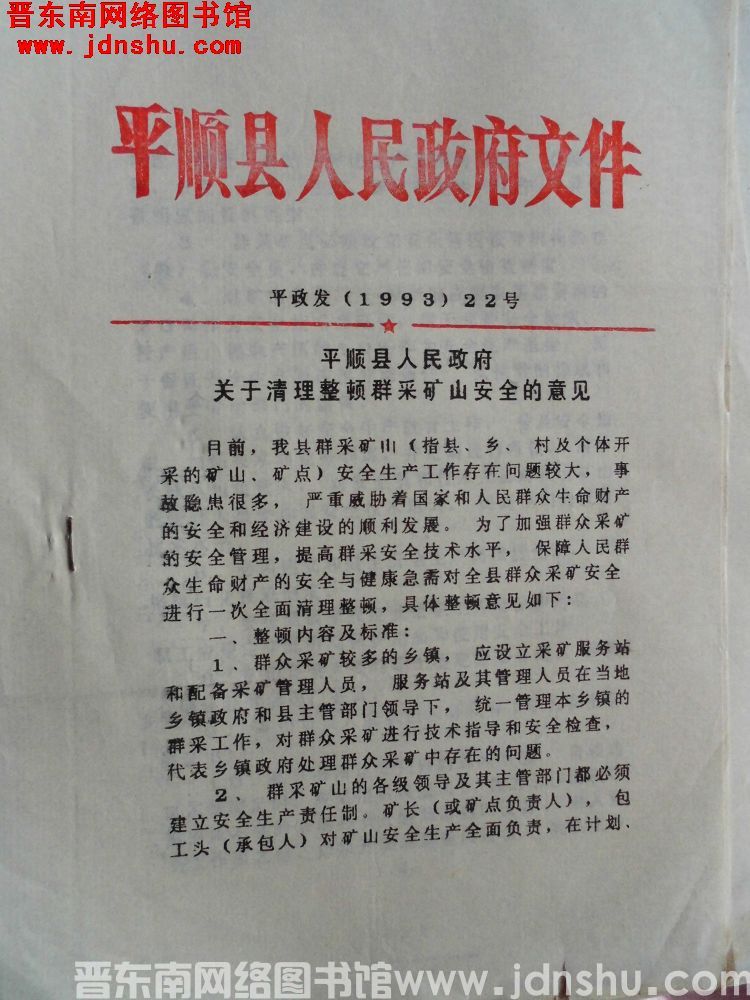 晋东南网络图书馆
www.jdnshu.com
平顺县人民政府文件
平政发(1993)22号
平顺县人民政府
关于清理整顿群采矿山安全的意见
目前,我县群采矿山(指县、乡、村及个体开
采的矿山、矿点)安全生产工作存在问题较大,事
故隐患很多,严重威胁着国家和人民群众生命财产
的安全和经济建设的顺利发展。为了加强群众采矿
的安全管理,提高群采安全技术水平,保障人民群
众生命财产的安全与健康急需对全县群众采矿安全
进行一次全面清理整顿,具体整顿意见如下:
一、整顿内容及标准:
1、群众采矿较多的乡镇,应设立采矿服务站
和配备采矿管理人员,服务站及其管理人员在当地
乡镇政府和县主管部门领导下,统一管理本乡镇的
群采工作,对群众采矿进行技术指导和安全检查,
代表乡镇政府处理群众采矿中存在的问题。
2、群采矿山的各级领导及其主管部门都必须
建立安全生产责任制。矿长(或矿点负责人),包
工头(承包人)对矿山安全生产全面负责,在计划、
晋东南网络图书馆www.jdnshu.com